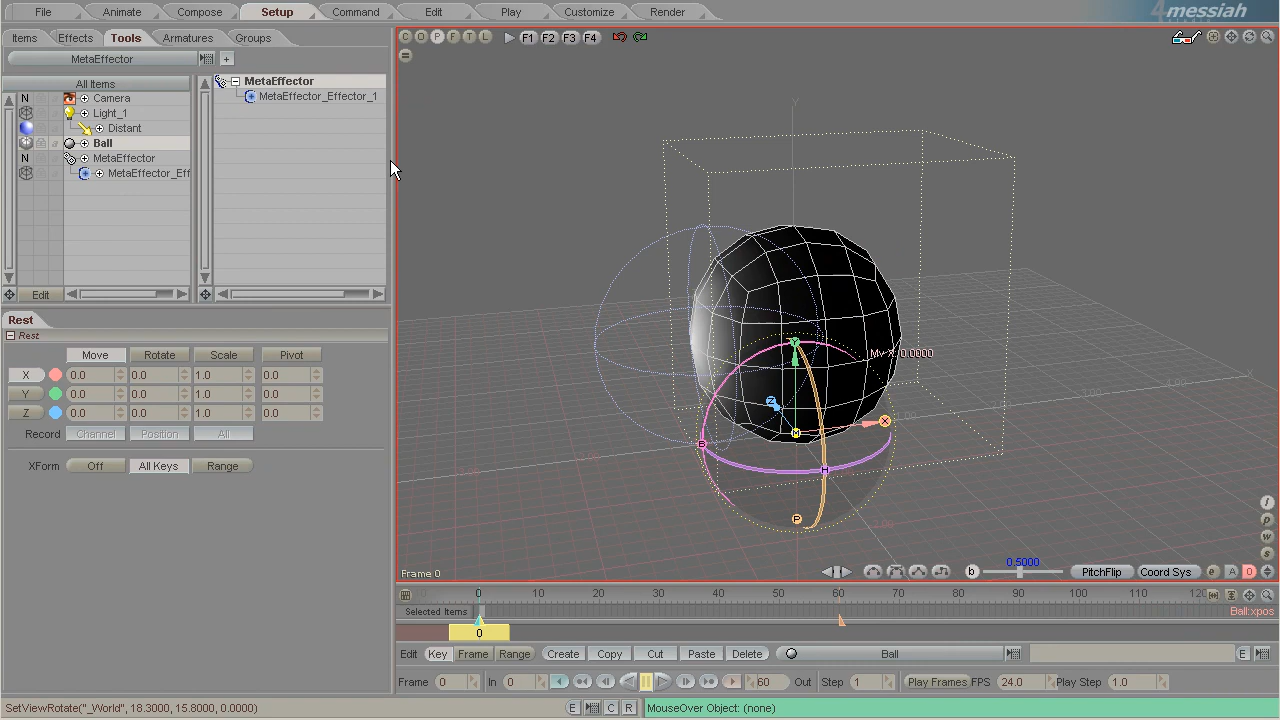 File Animate Compose Setup Command Edit Play Customize Render 4messiah
Items Effects Tools Armatures Groups C O P F T L F1 F2 F3 F4
MetaEffector +
All Items
MetaEffector
N Camera
MetaEffector_Effector_1
Light_1
Distant
Ball
N MetaEffector
MetaEffector_Eff
Edit
Rest
Rest
Move Rotate Scale Pivot
X 0.0 0.0 1.0 0.0
Y 0.0 0.0 1.0 0.0
Z 0.0 0.0 1.0 0.0
Record Channel Position All
XForm Off All Keys Range
Y
Mv X: 0.0000
X
Y
Z
X
M
B
H
P
i
p
w
s
Frame 0
b 0.5000 PitchFlip Coord Sys e A 0
0 10 20 30 40 50 60 70 80 90 100 110 120
Selected Items Ball:xpos
0
Edit Key Frame Range Create Copy Cut Paste Delete Ball E
Frame 0 In 0 60 Out Step 1 Play Frames FPS 24.0 Play Step 1.0
SetViewRotate("_World", 18.3000, 15.8000, 0.0000) E C R MouseOver Object: (none)